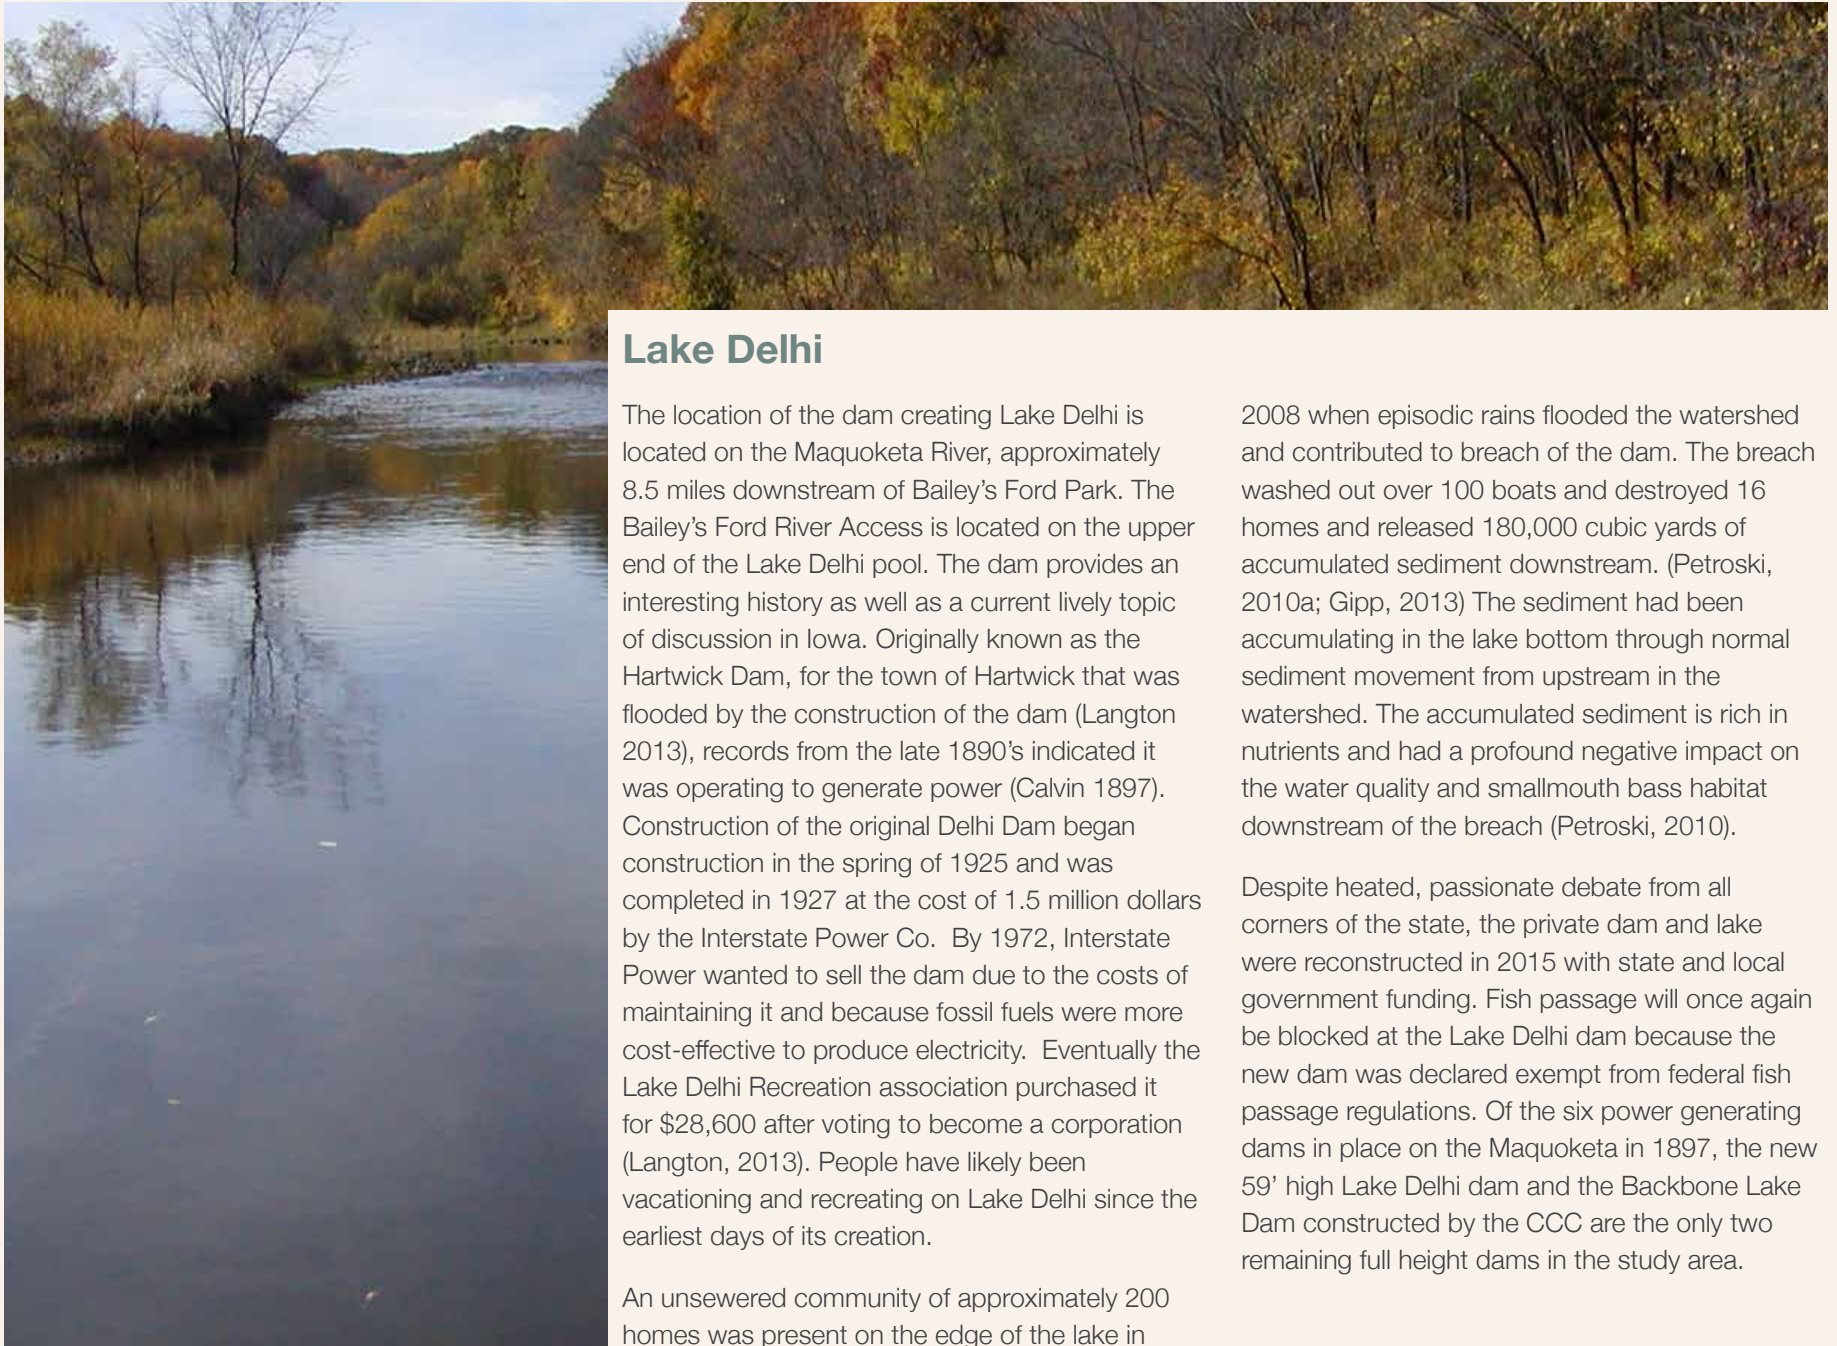 Lake Delhi
The location of the dam creating Lake Delhi is
located on the Maquoketa River, approximately
8.5 miles downstream of Bailey’s Ford Park. The
Bailey’s Ford River Access is located on the upper
end of the Lake Delhi pool. The dam provides an
interesting history as well as a current lively topic
of discussion in Iowa. Originally known as the
Hartwick Dam, for the town of Hartwick that was
flooded by the construction of the dam (Langton
2013), records from the late 1890’s indicated it
was operating to generate power (Calvin 1897).
Construction of the original Delhi Dam began
construction in the spring of 1925 and was
completed in 1927 at the cost of 1.5 million dollars
by the Interstate Power Co.  By 1972, Interstate
Power wanted to sell the dam due to the costs of
maintaining it and because fossil fuels were more
cost-effective to produce electricity.  Eventually the
Lake Delhi Recreation association purchased it
for $28,600 after voting to become a corporation
(Langton, 2013). People have likely been
vacationing and recreating on Lake Delhi since the
earliest days of its creation.
An unsewered community of approximately 200
homes was present on the edge of the lake in
2008 when episodic rains flooded the watershed
and contributed to breach of the dam. The breach
washed out over 100 boats and destroyed 16
homes and released 180,000 cubic yards of
accumulated sediment downstream. (Petroski,
2010a; Gipp, 2013) The sediment had been
accumulating in the lake bottom through normal
sediment movement from upstream in the
watershed. The accumulated sediment is rich in
nutrients and had a profound negative impact on
the water quality and smallmouth bass habitat
downstream of the breach (Petroski, 2010).
Despite heated, passionate debate from all
corners of the state, the private dam and lake
were reconstructed in 2015 with state and local
government funding. Fish passage will once again
be blocked at the Lake Delhi dam because the
new dam was declared exempt from federal fish
passage regulations. Of the six power generating
dams in place on the Maquoketa in 1897, the new
59’ high Lake Delhi dam and the Backbone Lake
Dam constructed by the CCC are the only two
remaining full height dams in the study area.